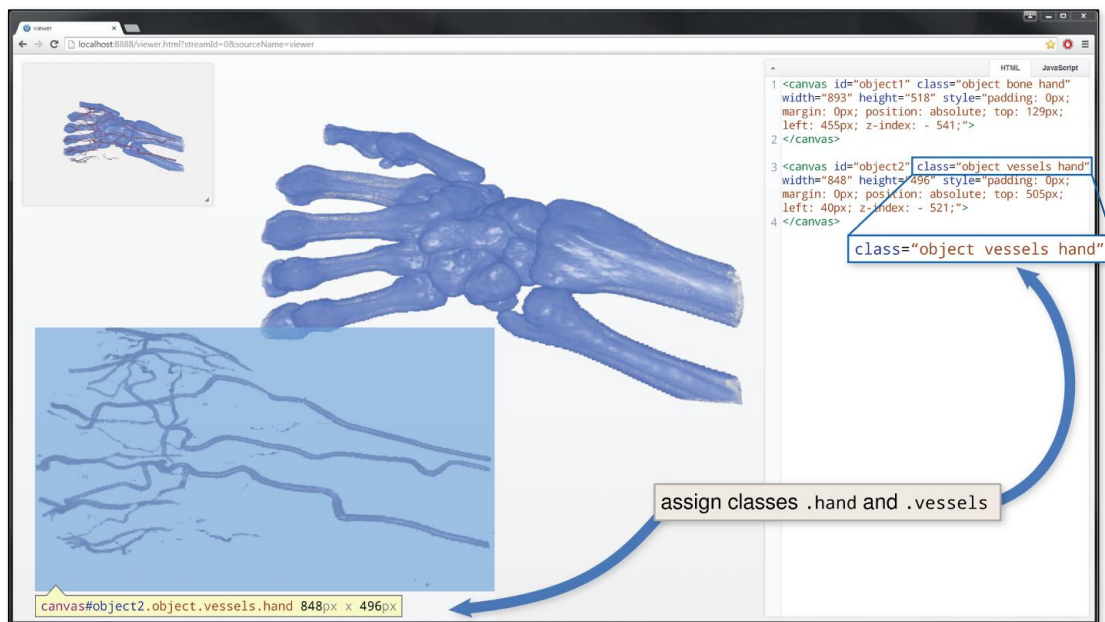 viewer
localhost:8888/viewer.html?streamId=0&sourceName=viewer
HTML JavaScript
1 <canvas id="object1" class="object bone hand"
width="893" height="518" style="padding: 0px;
margin: 0px; position: absolute; top: 129px;
left: 455px; z-index: - 541;">
2 </canvas>
3 <canvas id="object2" class="object vessels hand"
width="848" height="496" style="padding: 0px;
margin: 0px; position: absolute; top: 505px;
left: 40px; z-index: - 521;">
4 </canvas>
class="object vessels hand"
assign classes .hand and .vessels
canvas#object2.object.vessels.hand 848px x 496px